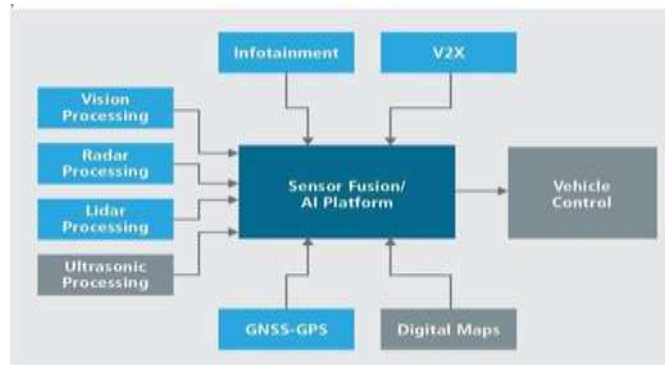 Infotainment
V2X
Vision
Processing
Radar
Processing
Lidar
Processing
Ultrasonic
Processing
Sensor Fusion/
AI Platform
Vehicle
Control
GNSS-GPS
Digital Maps